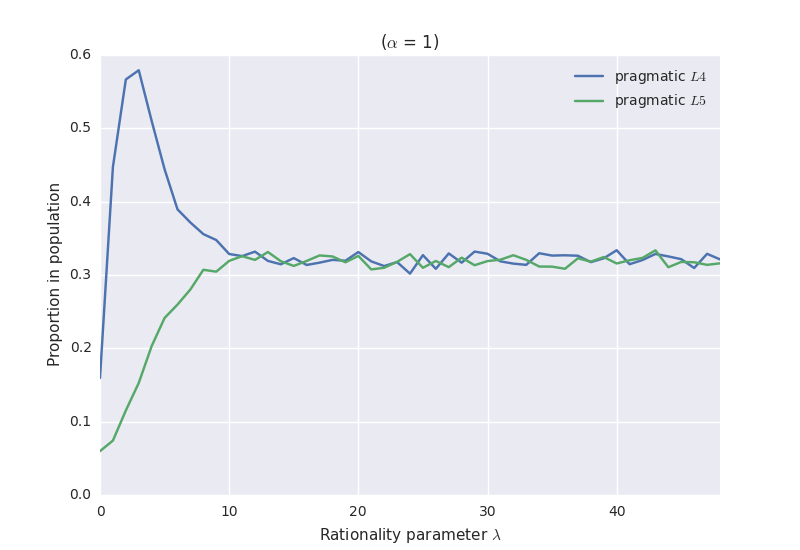 (α = 1)
0.6
0.5
0.4
0.3
0.2
0.1
0.0
Proportion in population
pragmatic L4
pragmatic L5
0 10 20 30 40
Rationality parameter λ